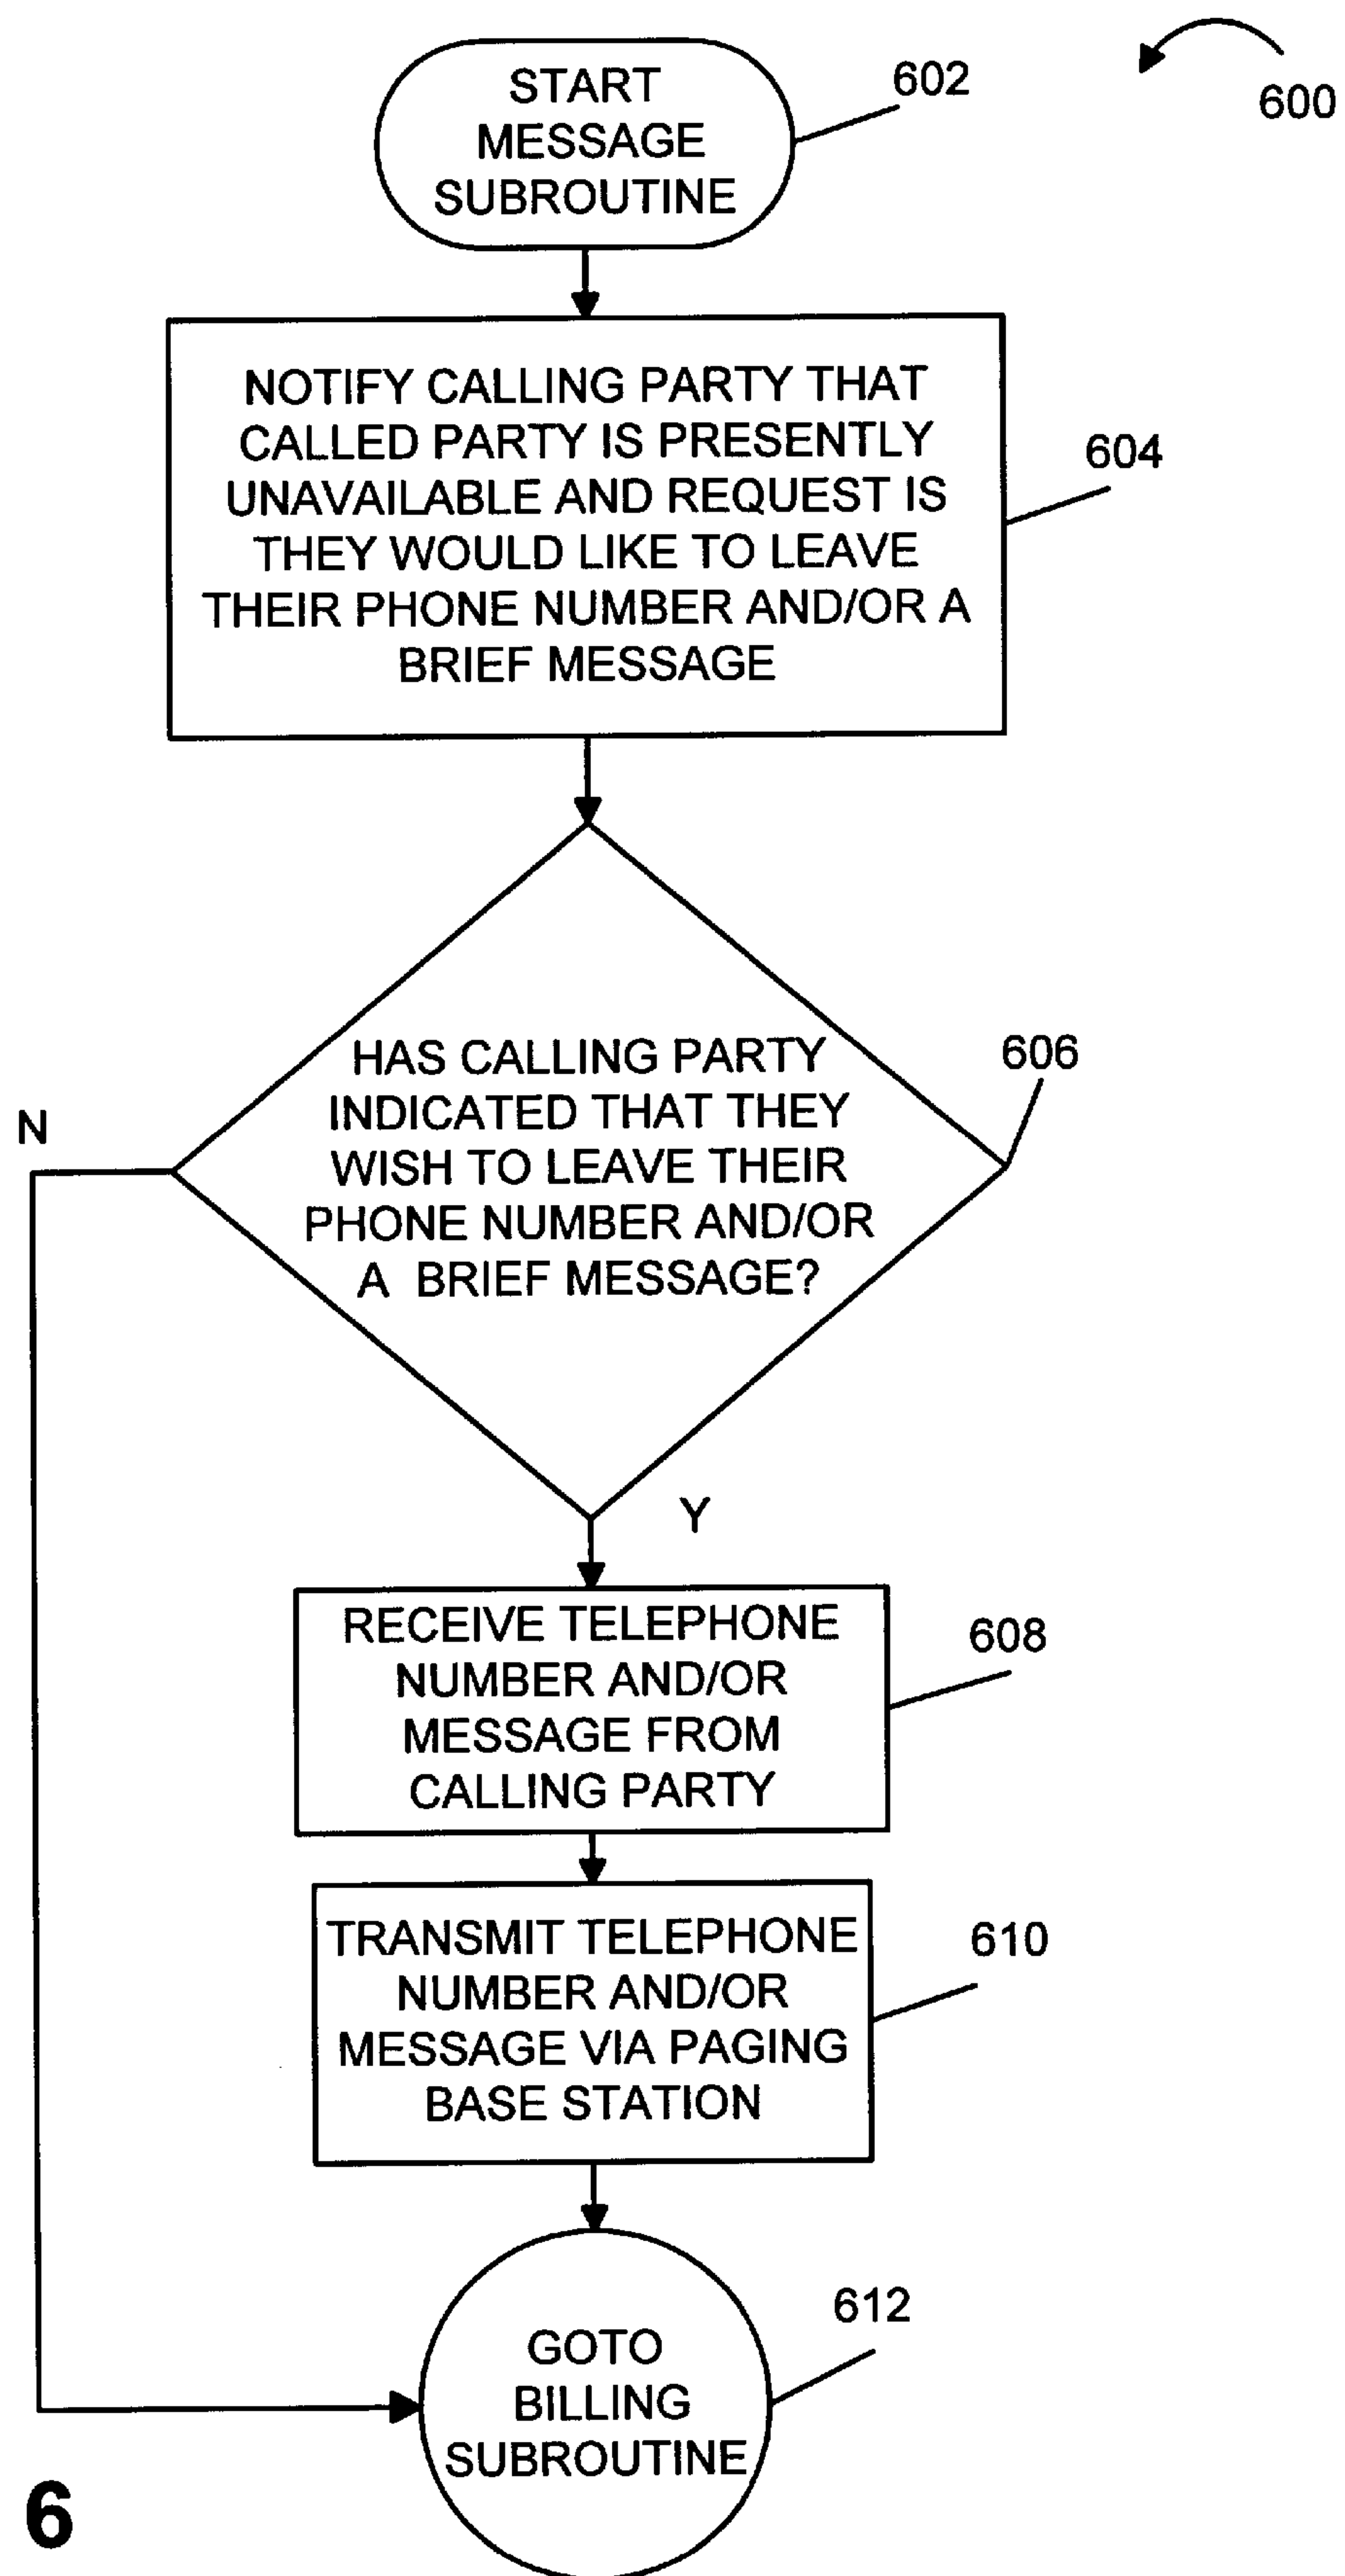 START
MESSAGE
SUBROUTINE
602
600
NOTIFY CALLING PARTY THAT
CALLED PARTY IS PRESENTLY
UNAVAILABLE AND REQUEST IS
THEY WOULD LIKE TO LEAVE
THEIR PHONE NUMBER AND/OR A
BRIEF MESSAGE
604
HAS CALLING PARTY
INDICATED THAT THEY
WISH TO LEAVE THEIR
PHONE NUMBER AND/OR
A BRIEF MESSAGE?
606
N
Y
RECEIVE TELEPHONE
NUMBER AND/OR
MESSAGE FROM
CALLING PARTY
608
TRANSMIT TELEPHONE
NUMBER AND/OR
MESSAGE VIA PAGING
BASE STATION
610
GOTO
BILLING
SUBROUTINE
612
6